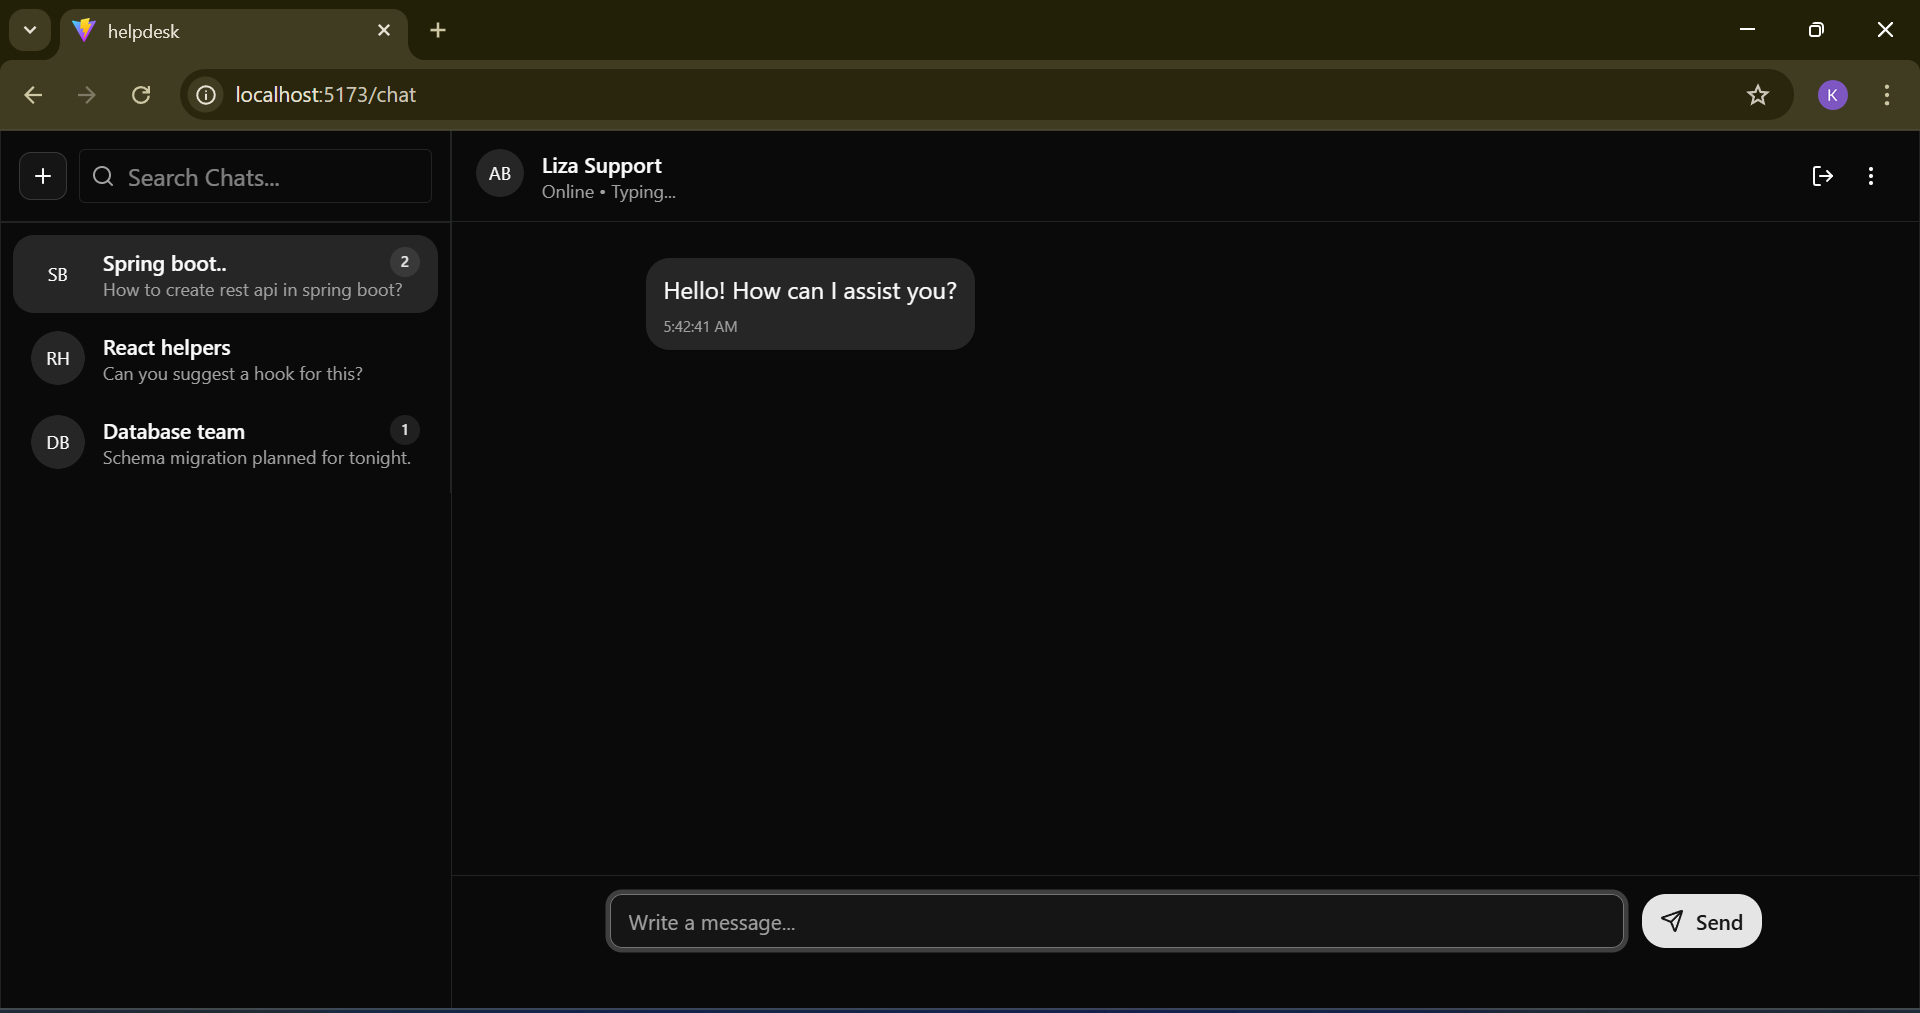 helpdesk
localhost:5173/chat
K
Search Chats...
SB
Spring boot..
2
How to create rest api in spring boot?
RH
React helpers
Can you suggest a hook for this?
DB
Database team
1
Schema migration planned for tonight.
AB
Liza Support
Online • Typing...
Hello! How can I assist you?
5:42:41 AM
Write a message...
Send